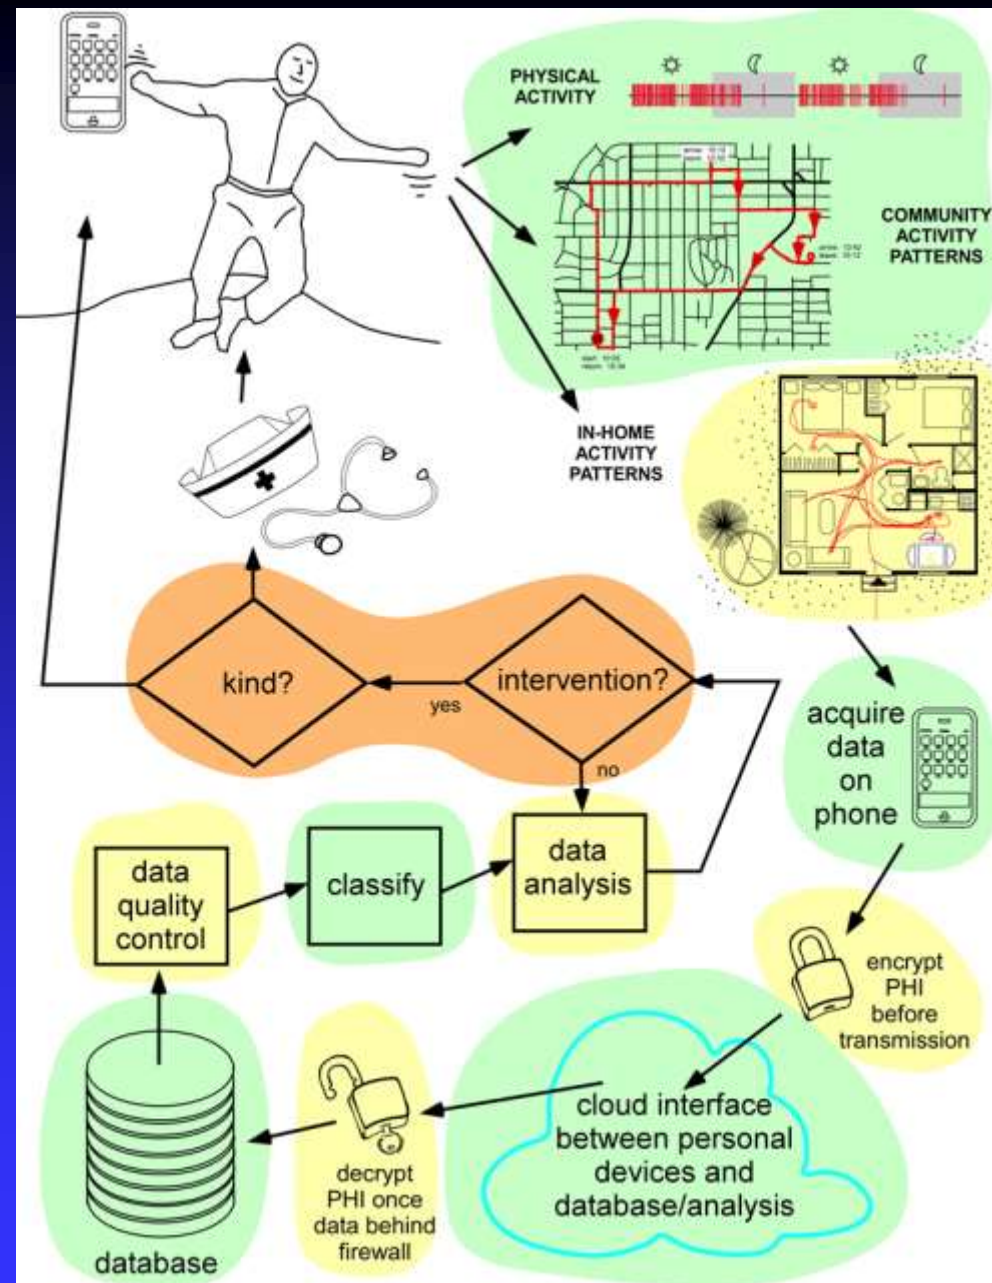 PHYSICAL
ACTIVITY
COMMUNITY
ACTIVITY
PATTERNS
IN-HOME
ACTIVITY
PATTERNS
kind?
yes
intervention?
no
acquire
data
on
phone
data
quality
control
classify
data
analysis
encrypt
PHI
before
transmission
cloud interface
between personal
devices and
database/analysis
decrypt
PHI once
data behind
firewall
database